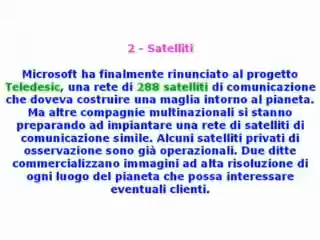 2 - Satelliti
Microsoft ha finalmente rinunciato al progetto
Teledesic, una rete di 288 satelliti di comunicazione
che doveva costruire una maglia intorno al pianeta.
Ma altre compagnie multinazionali si stanno
preparando ad impiantare una rete di satelliti di
comunicazione simile. Alcuni satelliti privati di
osservazione sono già operazionali. Due ditte
commercializzano immagini ad alta risoluzione di
ogni luogo del pianeta che possa interessare
eventuali clienti.